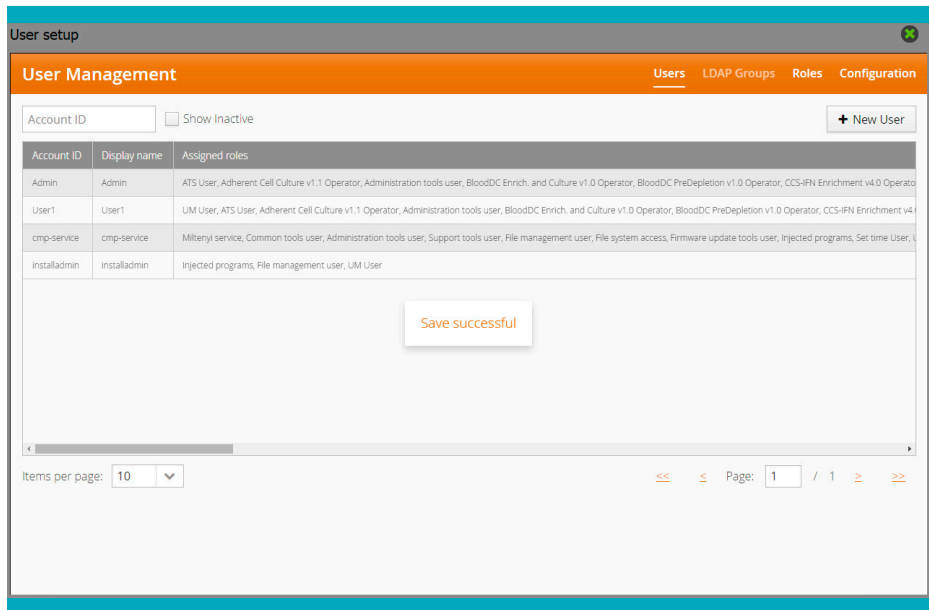 User setup
User Management
Users LDAP Groups Roles Configuration
Account ID Show Inactive + New User
Account ID Display name Assigned roles
Admin Admin ATS User, Adherent Cell Culture v1.1 Operator, Administration tools user, BloodDC Enrich. and Culture v1.0 Operator, BloodDC PreDepletion v1.0 Operator, CCS-IFN Enrichment v4.0 Operato
User1 User1 UM User, ATS User, Adherent Cell Culture v1.1 Operator, Administration tools user, BloodDC Enrich. and Culture v1.0 Operator, BloodDC PreDepletion v1.0 Operator, CCS-IFN Enrichment v4.
cmp-service cmp-service Miltenyi service, Common tools user, Administration tools user, Support tools user, File management user, File system access, Firmware update tools user, Injected programs, Set time User,
installadmin installadmin Injected programs, File management user, UM User
Save successful
Items per page: 10 << < Page: 1 / 1 > >>